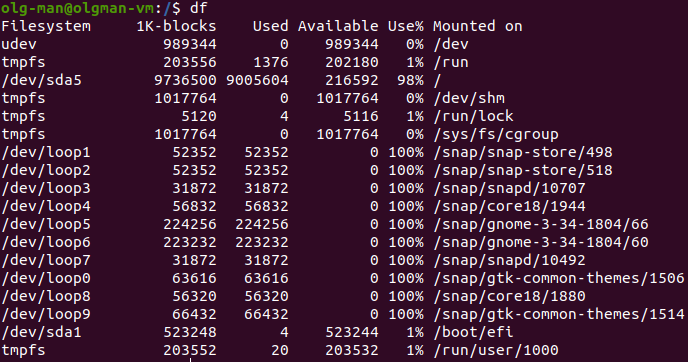 olg-man@olgman-vm:/$ df
Filesystem     1K-blocks    Used Available Use% Mounted on
udev              989344       0    989344   0% /dev
tmpfs             203556    1376    202180   1% /run
/dev/sda5        9736500 9005604    216592  98% /
tmpfs            1017764       0   1017764   0% /dev/shm
tmpfs               5120       4      5116   1% /run/lock
tmpfs            1017764       0   1017764   0% /sys/fs/cgroup
/dev/loop1         52352   52352         0 100% /snap/snap-store/498
/dev/loop2         52352   52352         0 100% /snap/snap-store/518
/dev/loop3         31872   31872         0 100% /snap/snapd/10707
/dev/loop4         56832   56832         0 100% /snap/core18/1944
/dev/loop5        224256  224256         0 100% /snap/gnome-3-34-1804/66
/dev/loop6        223232  223232         0 100% /snap/gnome-3-34-1804/60
/dev/loop7         31872   31872         0 100% /snap/snapd/10492
/dev/loop0         63616   63616         0 100% /snap/gtk-common-themes/1506
/dev/loop8         56320   56320         0 100% /snap/core18/1880
/dev/loop9         66432   66432         0 100% /snap/gtk-common-themes/1514
/dev/sda1         523248       4    523244   1% /boot/efi
tmpfs             203552      20    203532   1% /run/user/1000